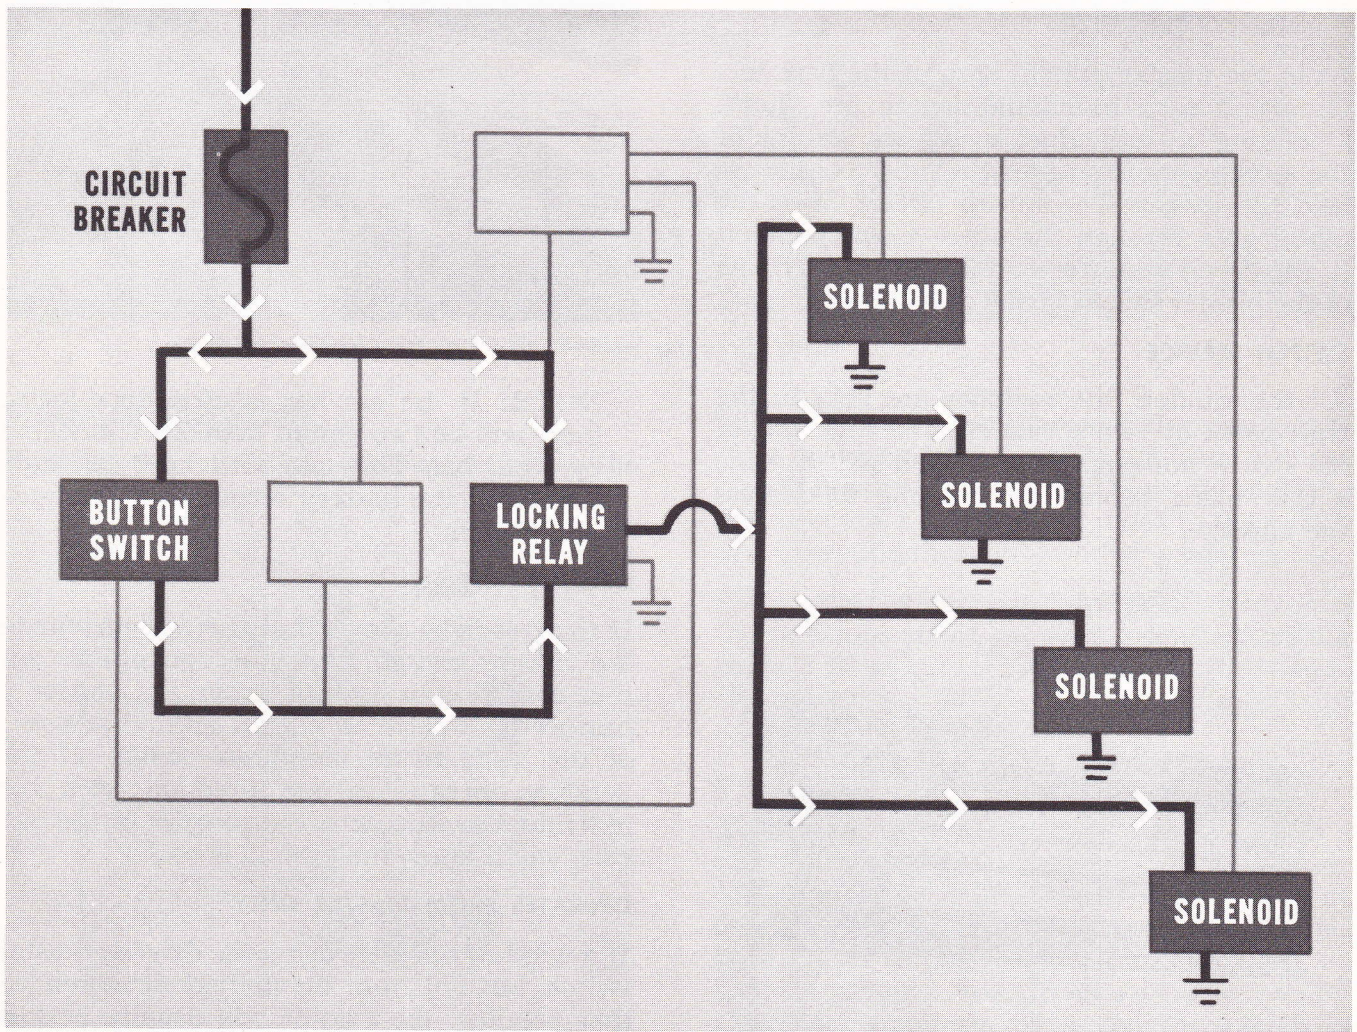 CIRCUIT
BREAKER
SOLENOID
BUTTON
SWITCH
LOCKING
RELAY
SOLENOID
SOLENOID
SOLENOID